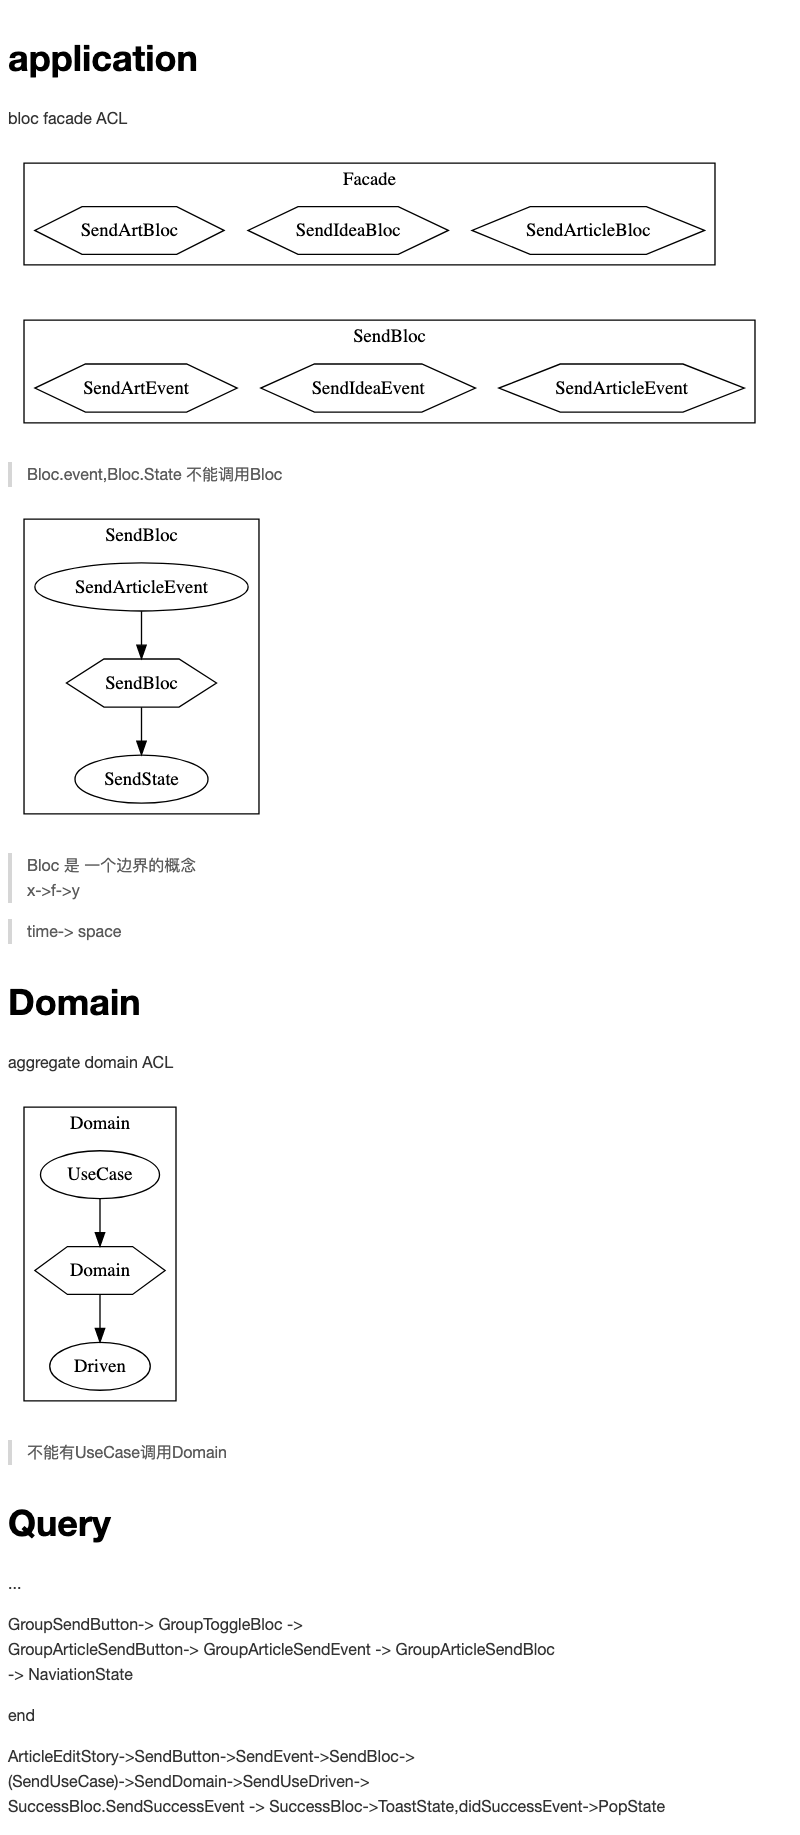 application
bloc facade ACL
Facade
SendArtBloc SendIdeaBloc SendArticleBloc
SendBloc
SendArtEvent SendIdeaEvent SendArticleEvent
Bloc.event,Bloc.State 不能调用Bloc
SendBloc
SendArticleEvent
SendBloc
SendState
Bloc 是 一个边界的概念
x->f->y
time-> space
Domain
aggregate domain ACL
Domain
UseCase
Domain
Driven
不能有UseCase调用Domain
Query
...
GroupSendButton-> GroupToggleBloc ->
GroupArticleSendButton-> GroupArticleSendEvent -> GroupArticleSendBloc
-> NaviationState
end
ArticleEditStory->SendButton->SendEvent->SendBloc->
(SendUseCase)->SendDomain->SendUseDriven->
SuccessBloc.SendSuccessEvent -> SuccessBloc->ToastState,didSuccessEvent->PopState